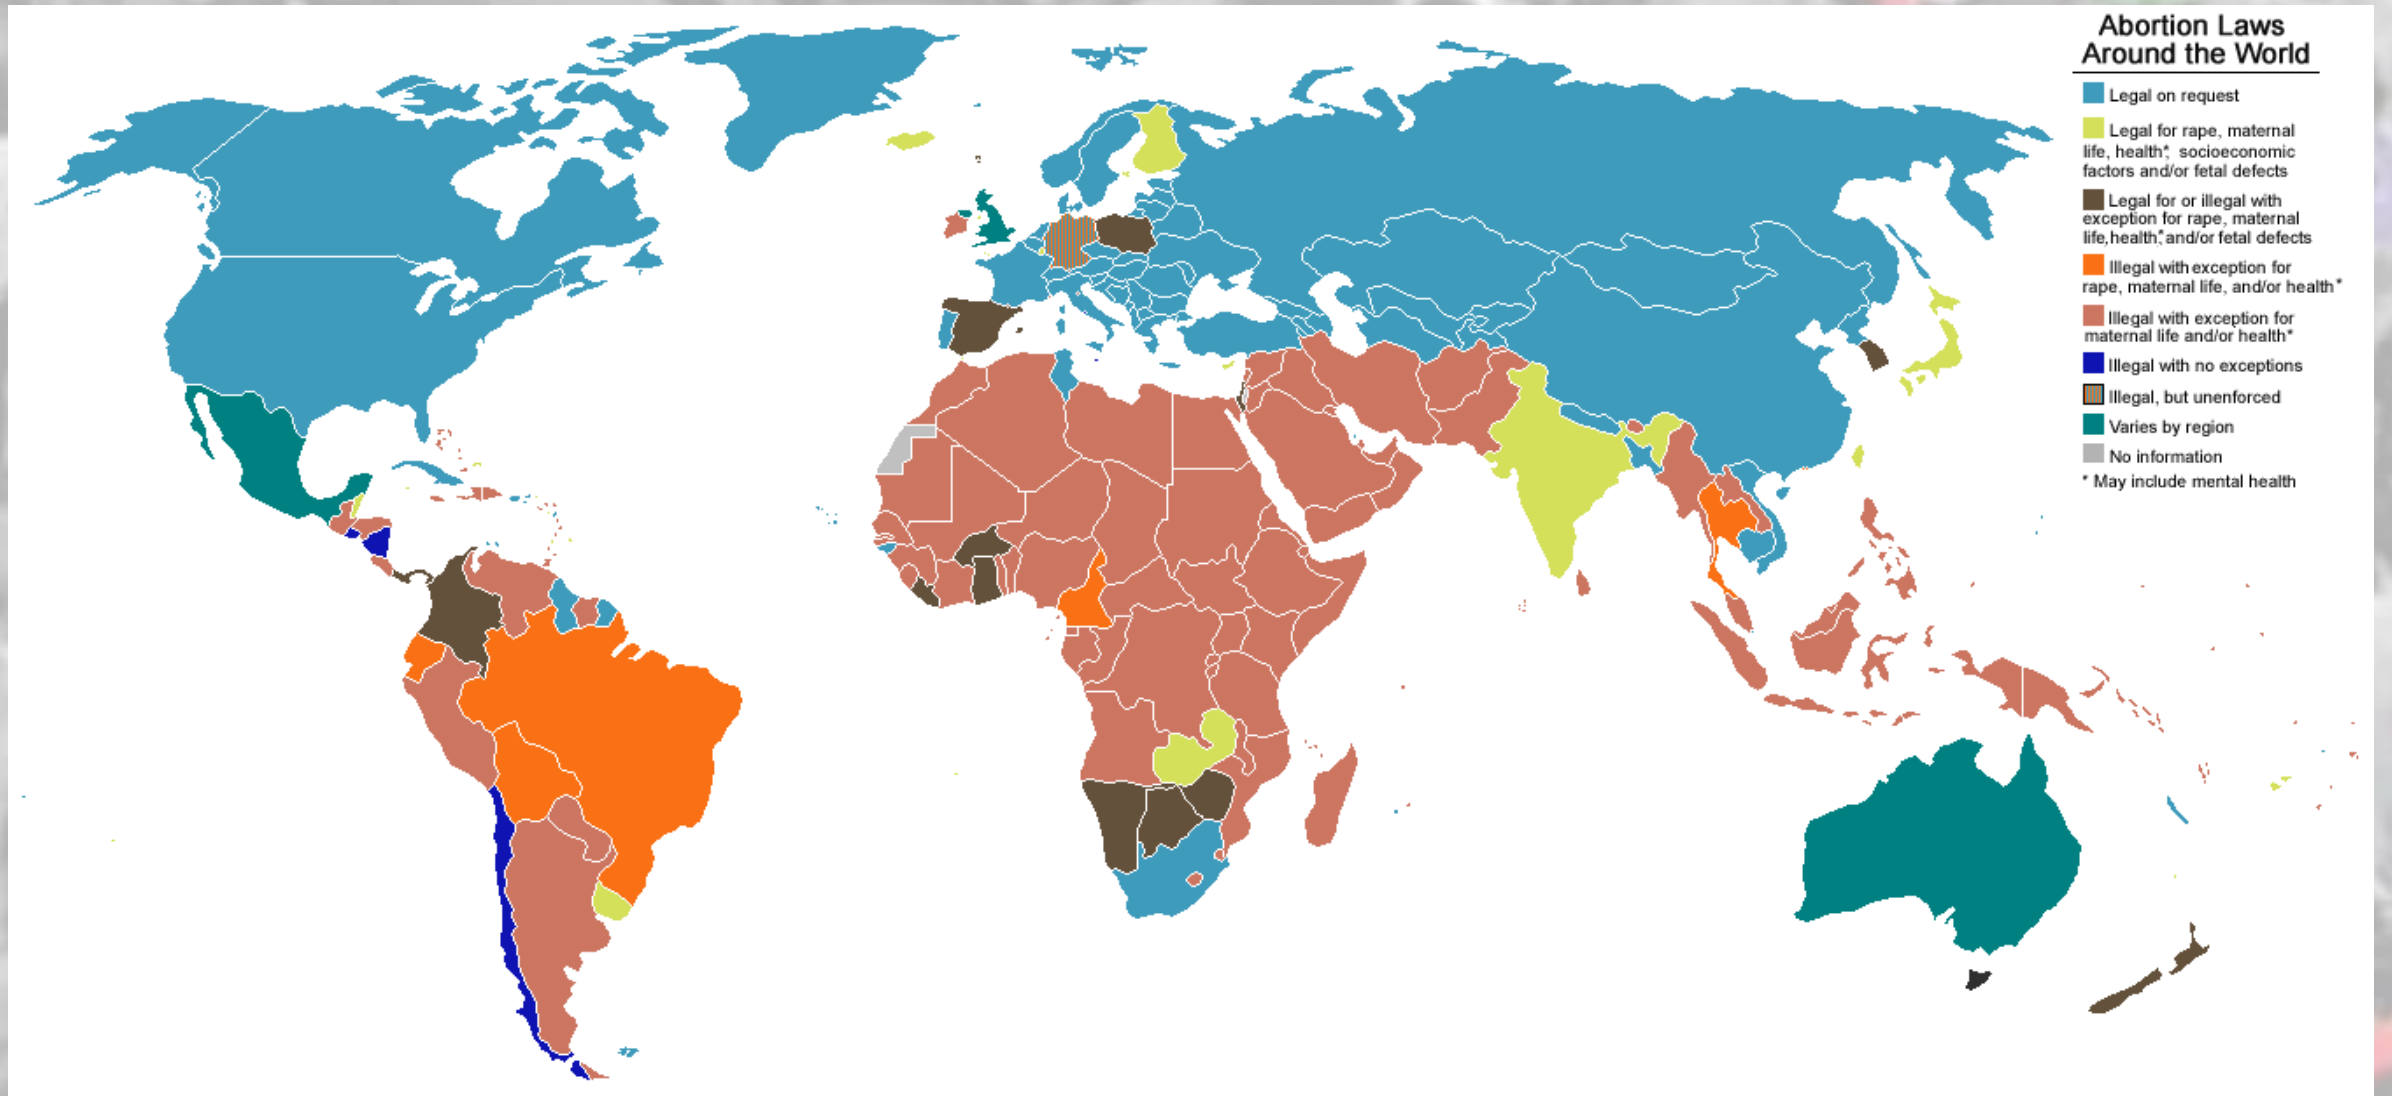 Abortion Laws
Around the World
Legal on request
Legal for rape, maternal
life, health*, socioeconomic
factors and/or fetal defects
Legal for or illegal with
exception for rape, maternal
life,health,*and/or fetal defects
Illegal with exception for
rape, maternal life, and/or health*
Illegal with exception for
maternal life and/or health*
Illegal with no exceptions
Illegal, but unenforced
Varies by region
No information
* May include mental health